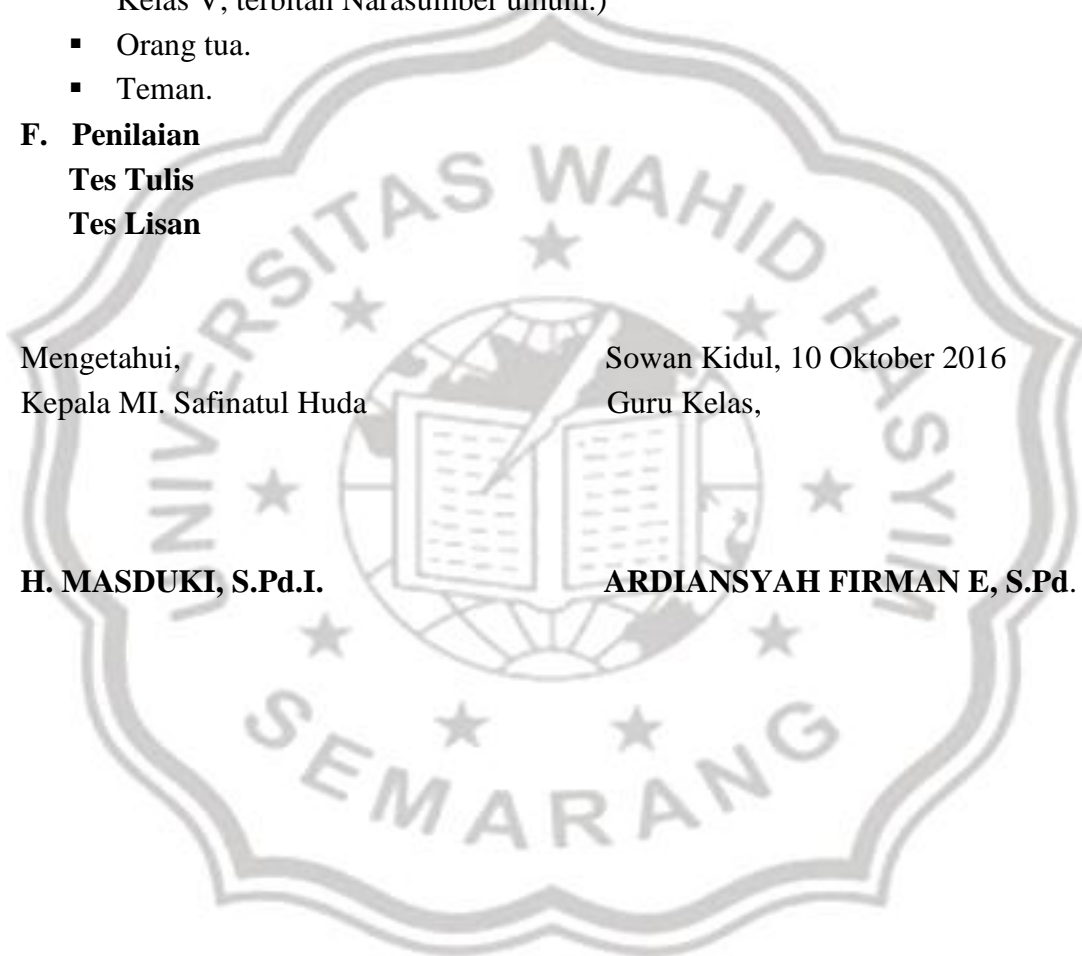 Kelas V, terbitan Narasumber umum.)
▪ Orang tua.
▪ Teman.
F. Penilaian
Tes Tulis
Tes Lisan
Mengetahui, Sowan Kidul, 10 Oktober 2016
Kepala MI. Safinatul Huda Guru Kelas,
H. MASDUKI, S.Pd.I. ARDIANSYAH FIRMAN E, S.Pd.
UNIVERSITAS WAHID HASYIM
SEMARANG